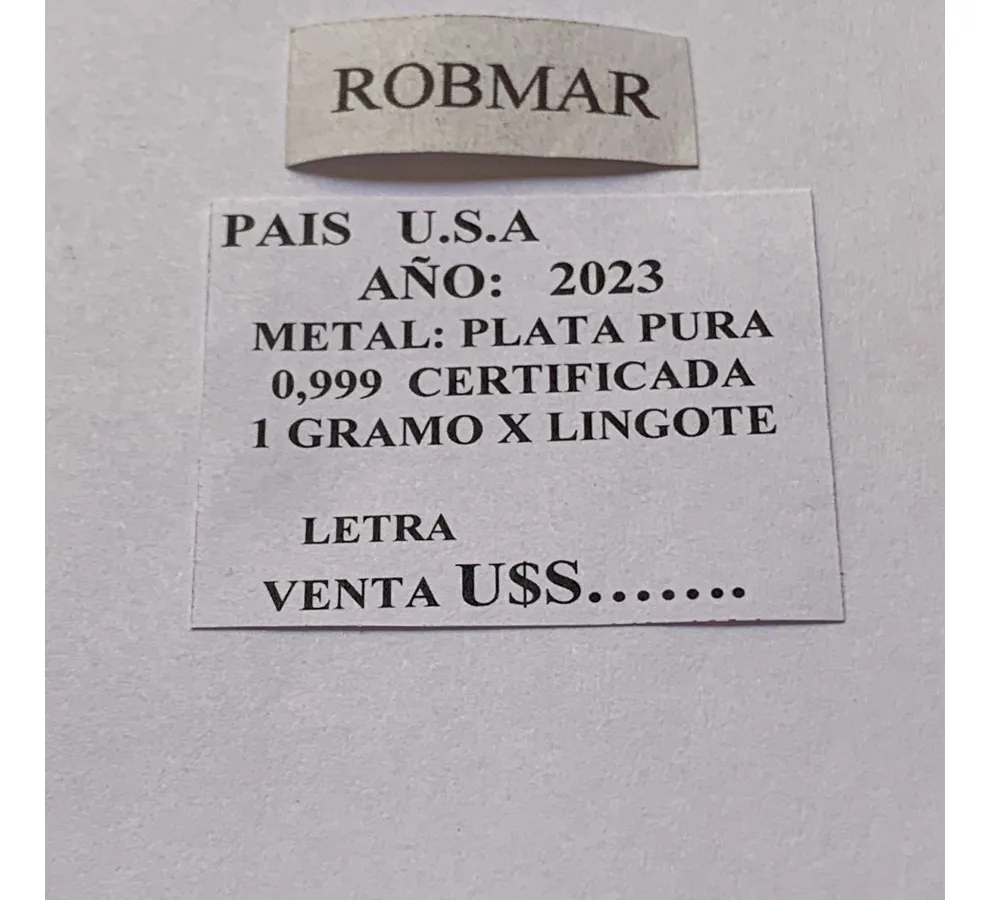 ROBMAR
PAIS U.S.A
AÑO: 2023
METAL: PLATA PURA
0,999 CERTIFICADA
1 GRAMO X LINGOTE
LETRA
VENTA U$S.......